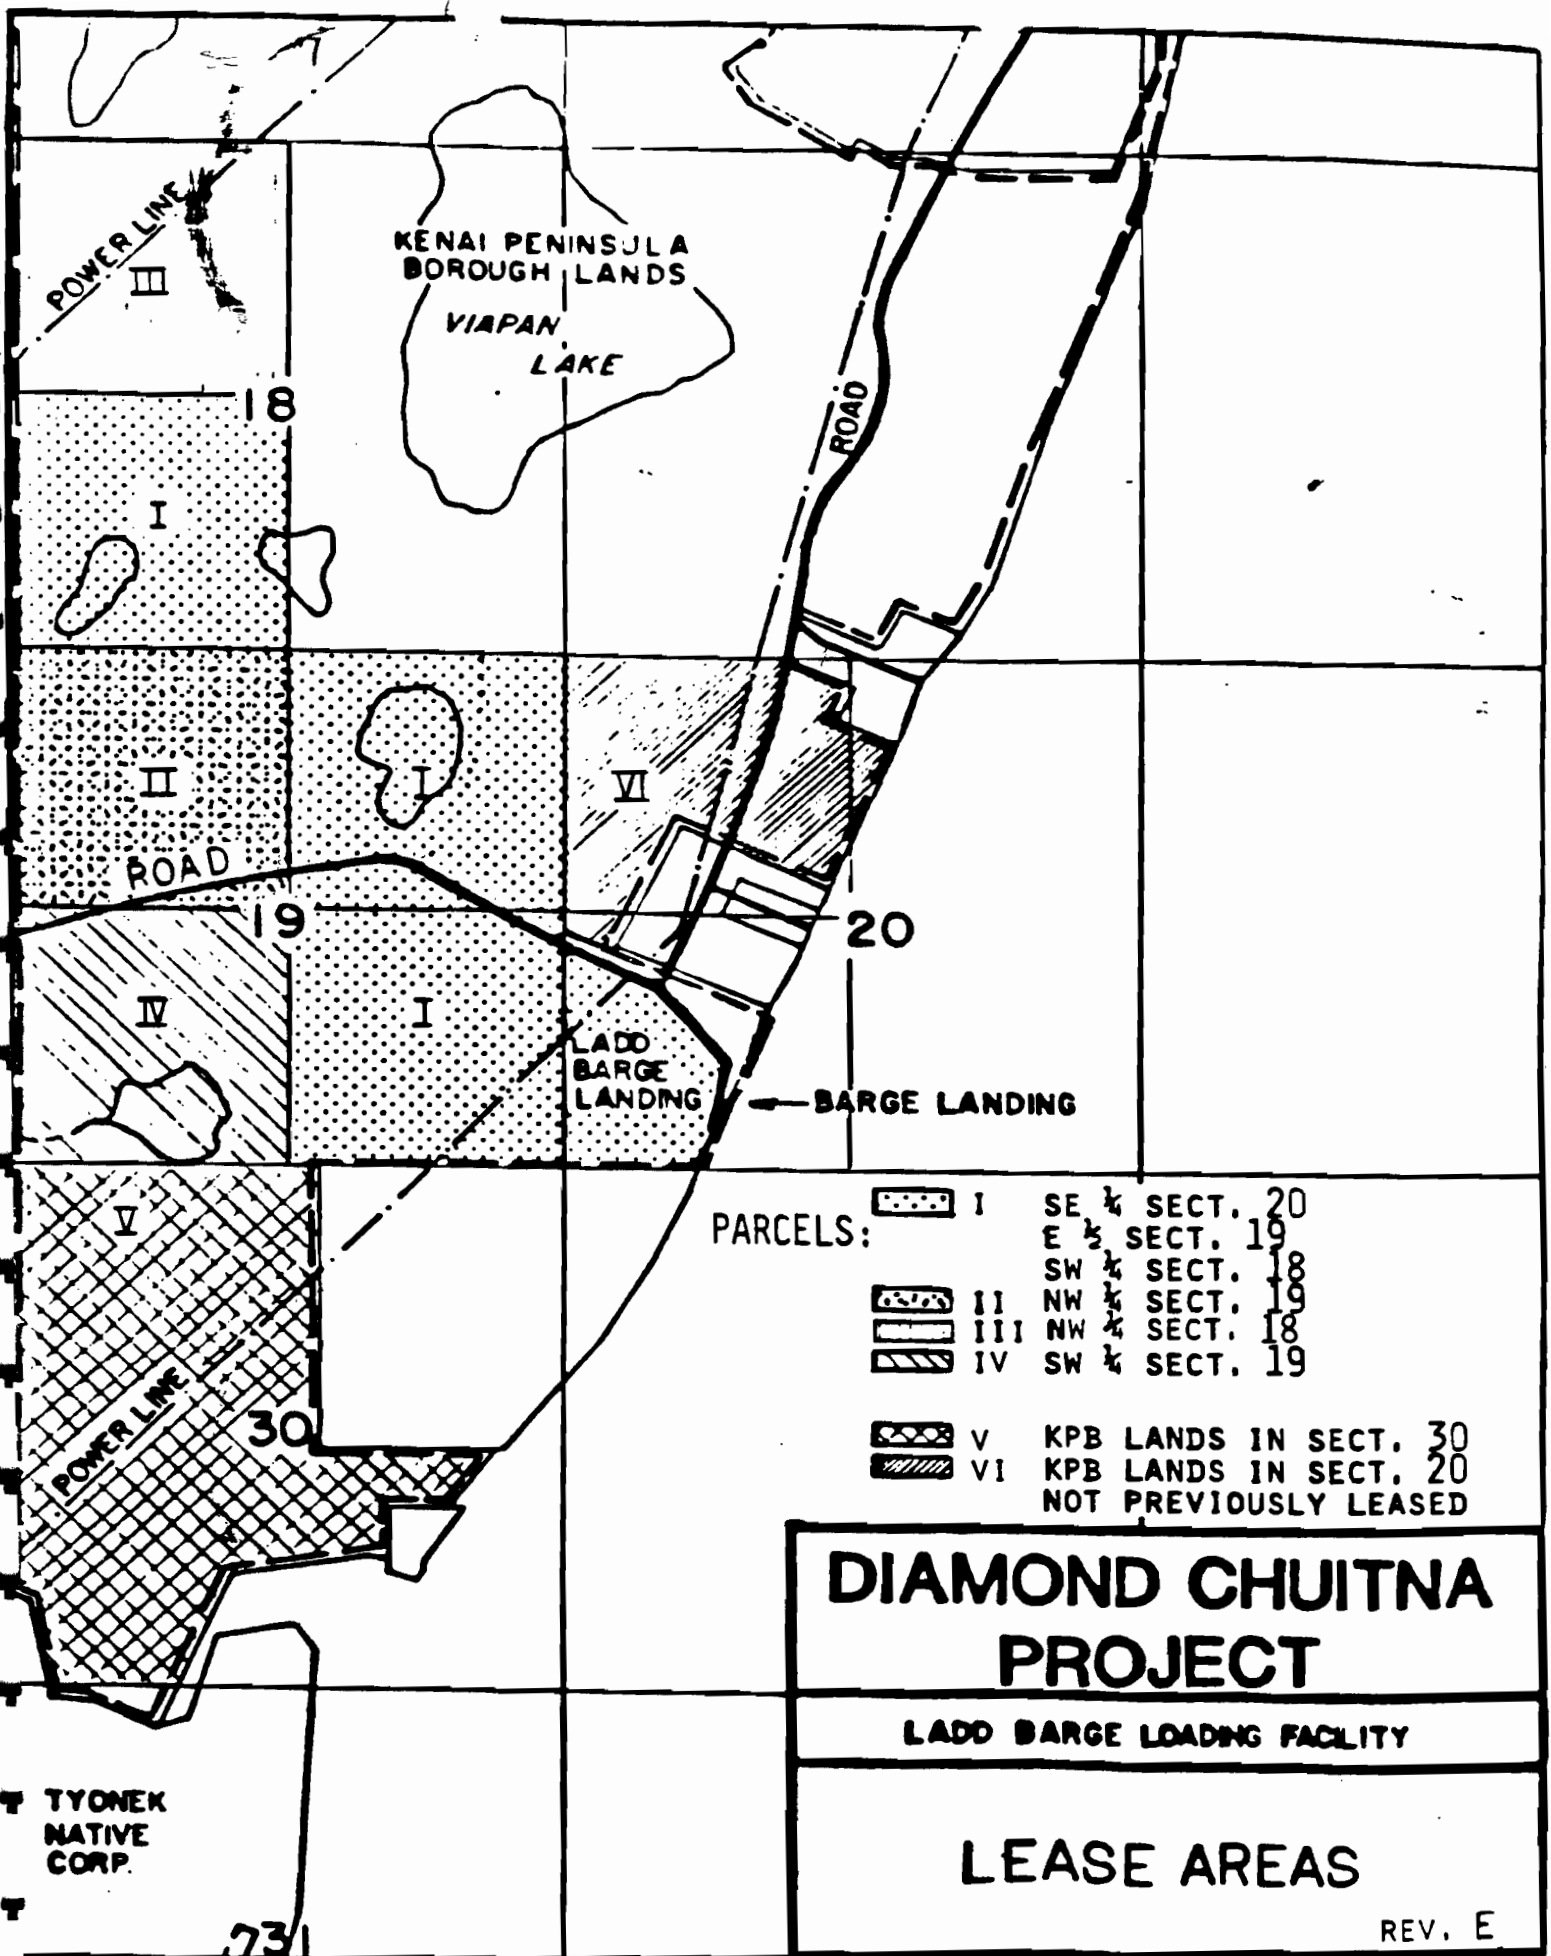 KENAI PENINSULA
BOROUGH LANDS
VIAPAN
LAKE
POWER LINE
III
18
ROAD
I
II
I
VI
ROAD
19
20
IV
I
LADD
BARGE
LANDING
BARGE LANDING
V
PARCELS:
I SE ¼ SECT. 20
E ½ SECT. 19
SW ¼ SECT. 18
II NW ¼ SECT. 19
III NW ¼ SECT. 18
IV SW ¼ SECT. 19
V KPB LANDS IN SECT. 30
VI KPB LANDS IN SECT. 20
NOT PREVIOUSLY LEASED
POWER LINE
30
DIAMOND CHUITNA
PROJECT
LADD BARGE LOADING FACILITY
LEASE AREAS
REV. E
TYONEK
NATIVE
CORP.